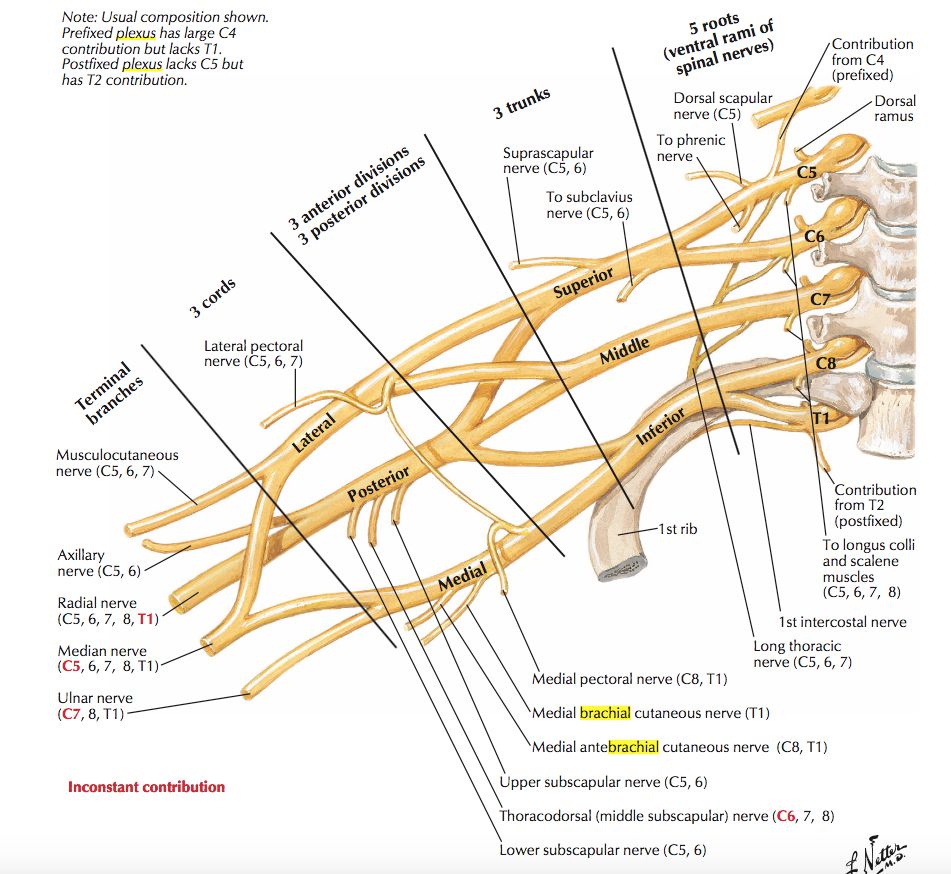 Note: Usual composition shown.
Prefixed plexus has large C4
contribution but lacks T1.
Postfixed plexus lacks C5 but
has T2 contribution.
5 roots
(ventral rami of
spinal nerves)
3 trunks
3 anterior divisions
3 posterior divisions
3 cords
Terminal
branches
Contribution
from C4
(prefixed)
Dorsal
ramus
Dorsal scapular
nerve (C5)
To phrenic
nerve
Suprascapular
nerve (C5, 6)
To subclavius
nerve (C5, 6)
C5
C6
C7
C8
T1
Superior
Middle
Inferior
Lateral pectoral
nerve (C5, 6, 7)
Lateral
Posterior
Medial
Musculocutaneous
nerve (C5, 6, 7)
Axillary
nerve (C5, 6)
Radial nerve
(C5, 6, 7, 8, T1)
Median nerve
(C5, 6, 7, 8, T1)
Ulnar nerve
(C7, 8, T1)
Inconstant contribution
1st rib
Contribution
from T2
(postfixed)
To longus colli
and scalene
muscles
(C5, 6, 7, 8)
1st intercostal nerve
Long thoracic
nerve (C5, 6, 7)
Medial pectoral nerve (C8, T1)
Medial brachial cutaneous nerve (T1)
Medial antebrachial cutaneous nerve (C8, T1)
Upper subscapular nerve (C5, 6)
Thoracodorsal (middle subscapular) nerve (C6, 7, 8)
Lower subscapular nerve (C5, 6)
F. Netter
M.D.